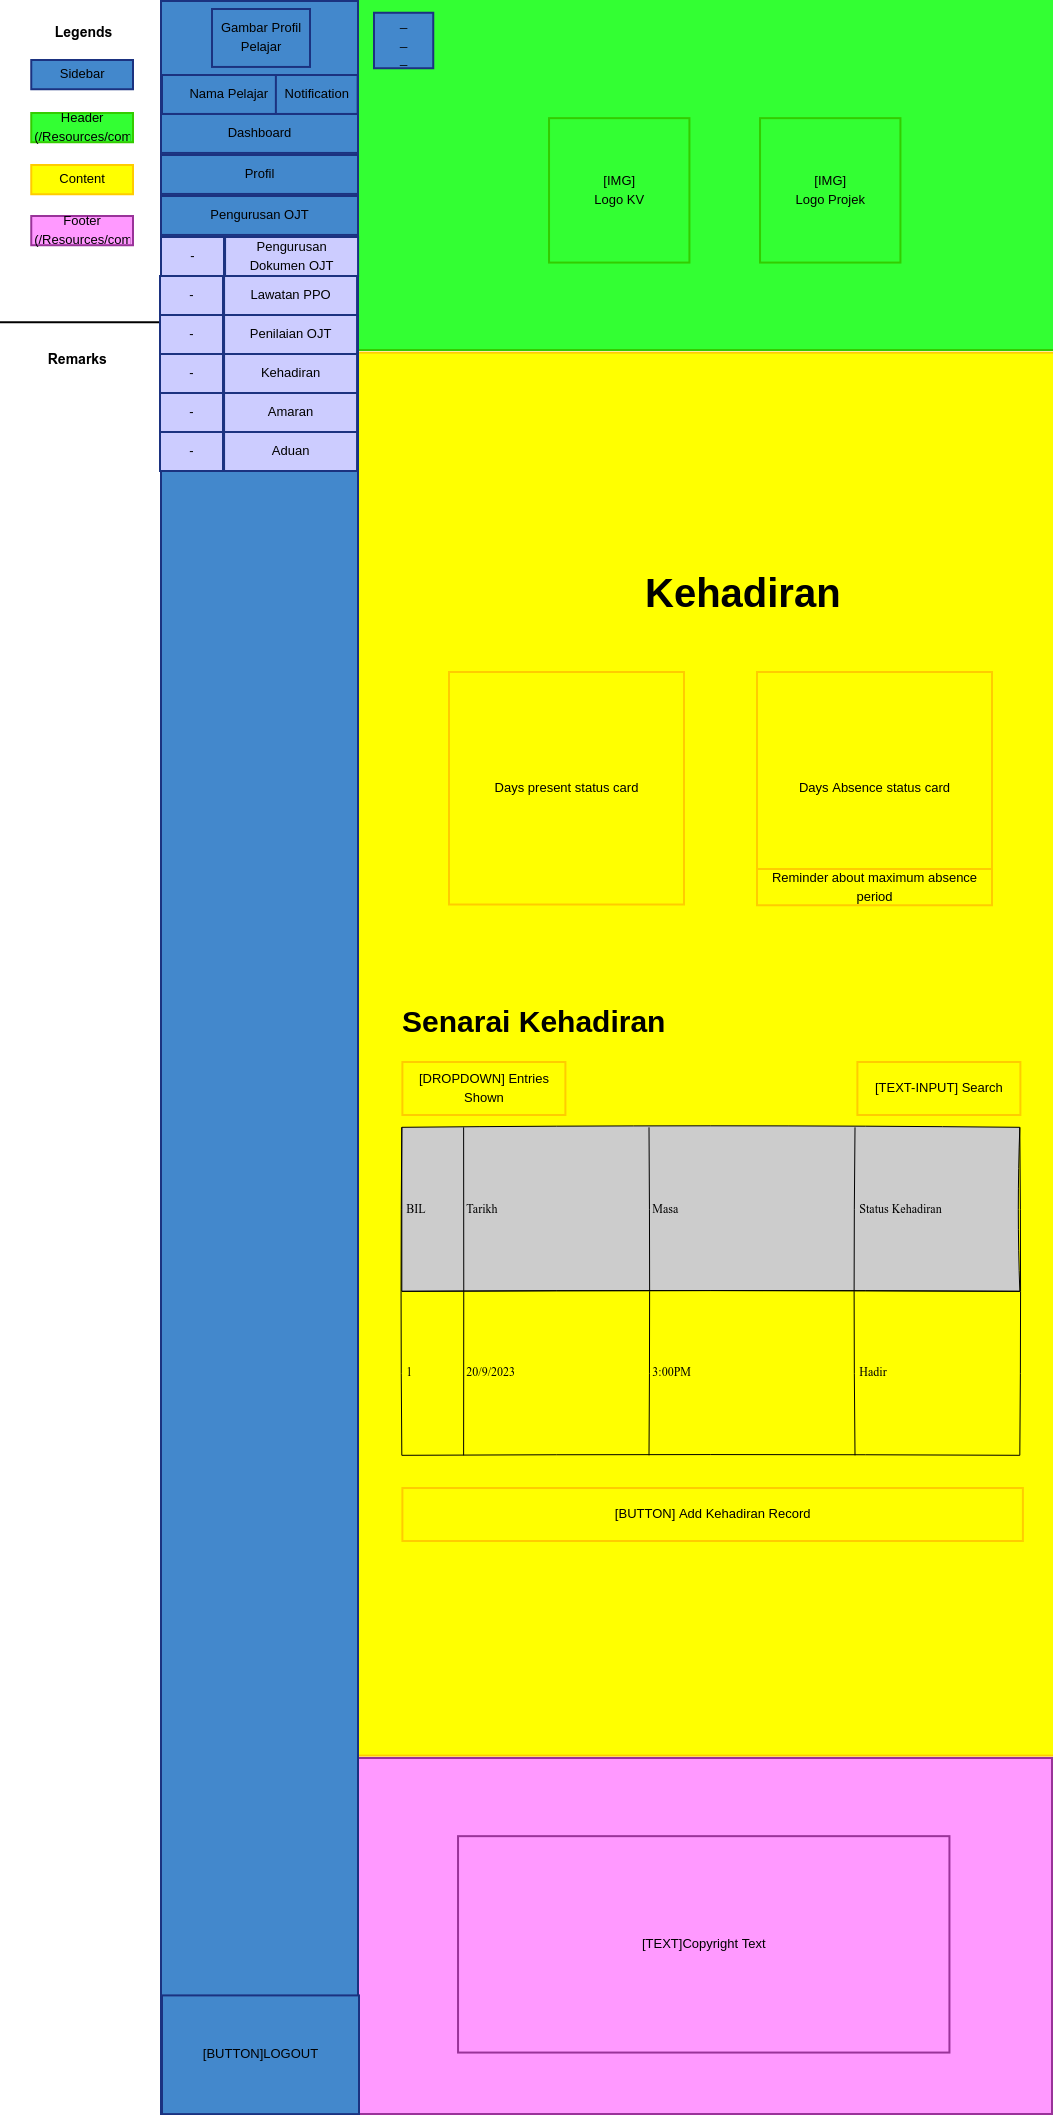 Legends
Sidebar
Header
(/Resources/com
Content
Footer
(/Resources/com
Remarks
Gambar Profil
Pelajar
Nama Pelajar
Notification
Dashboard
Profil
Pengurusan OJT
-
Pengurusan
Dokumen OJT
-
Lawatan PPO
-
Penilaian OJT
-
Kehadiran
-
Amaran
-
Aduan
[BUTTON]LOGOUT
_
_
_
[IMG]
Logo KV
[IMG]
Logo Projek
Kehadiran
Days present status card
Days Absence status card
Reminder about maximum absence
period
Senarai Kehadiran
[DROPDOWN] Entries
Shown
[TEXT-INPUT] Search
BIL Tarikh Masa Status Kehadiran
1 20/9/2023 3:00PM Hadir
[BUTTON] Add Kehadiran Record
[TEXT]Copyright Text